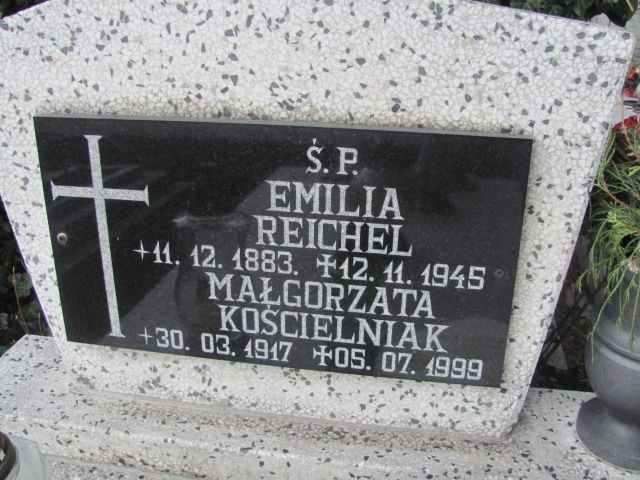 Ś. P.
EMILIA
REICHEL
+11. 12. 1883. ✝12. 11. 1945
MAŁGORZATA
KOŚCIELNIAK
+30. 03. 1917 ✝05. 07. 1999